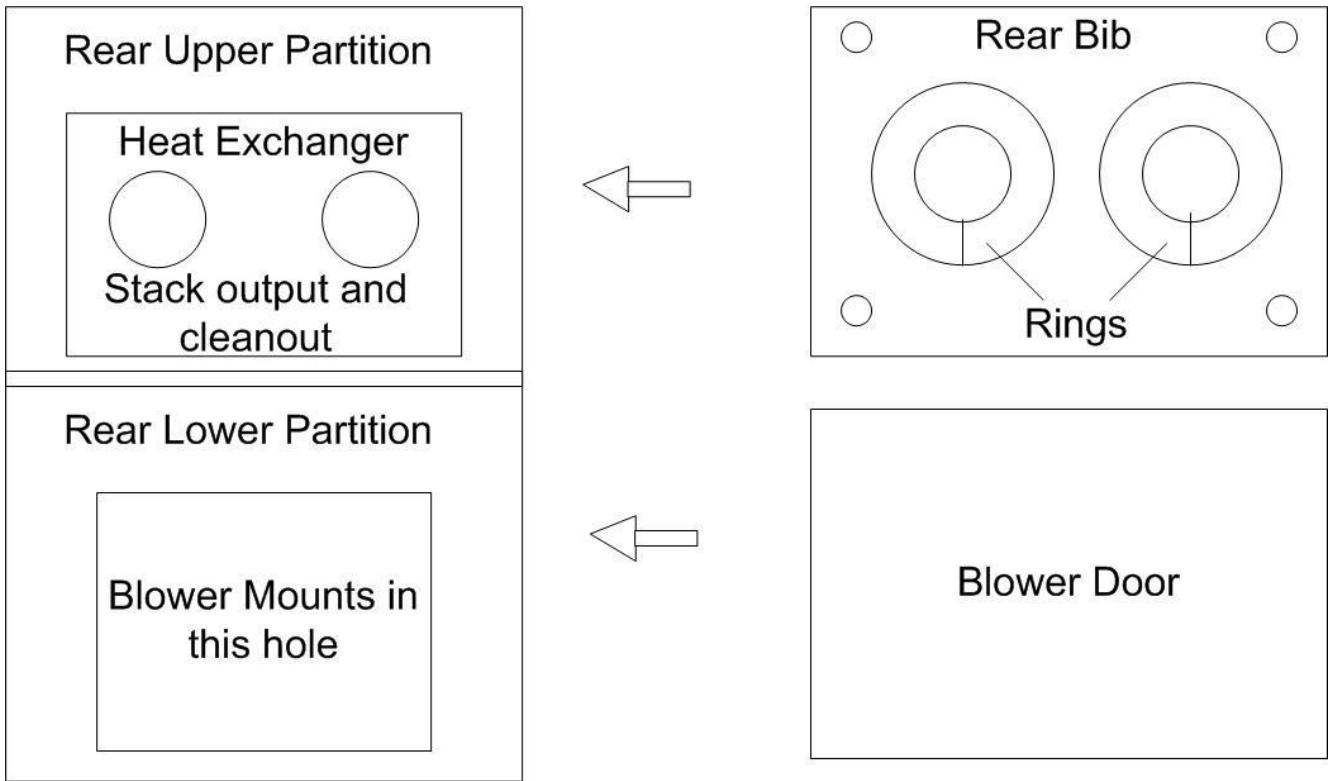 Rear Upper Partition
Heat Exchanger
Stack output and
cleanout
Rear Bib
Rings
Rear Lower Partition
Blower Mounts in
this hole
Blower Door